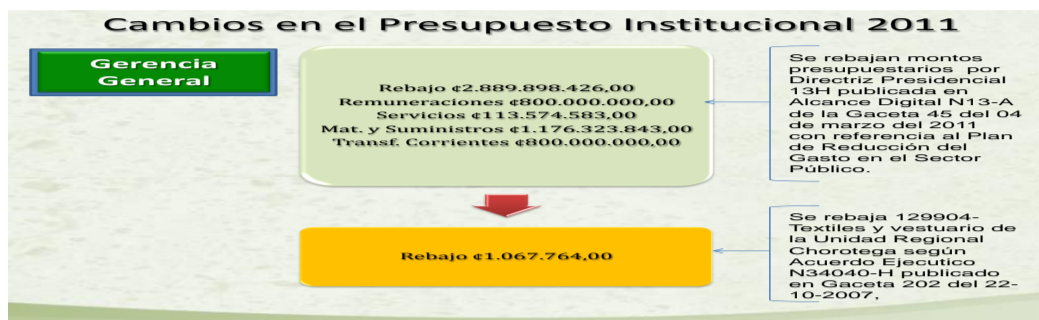 Cambios en el Presupuesto Institucional 2011
Gerencia
General
Rebajo ¢2.889.898.426,00
Remuneraciones ¢800.000.000,00
Servicios ¢113.574.583,00
Mat. y Suministros ¢1.176.323.843,00
Transf. Corrientes ¢800.000.000,00
Se rebajan montos
presupuestarios por
Directriz Presidencial
13H publicada en
Alcance Digital N13-A
de la Gaceta 45 del 04
de marzo del 2011
con referencia al Plan
de Reducción del
Gasto en el Sector
Público.
Rebajo ¢1.067.764,00
Se rebaja 129904-
Textiles y vestuario de
la Unidad Regional
Chorotega según
Acuerdo Ejecutico
N34040-H publicado
en Gaceta 202 del 22-
10-2007,